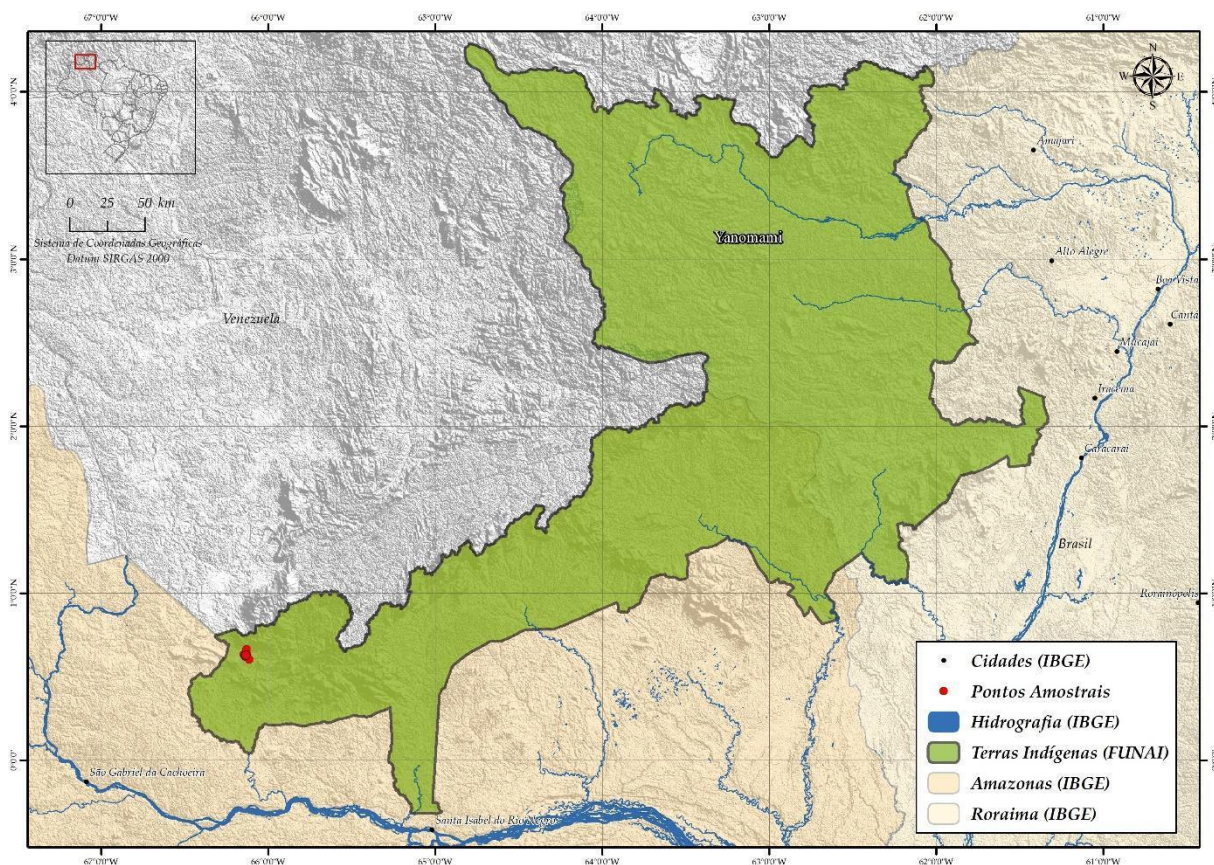 67°0'0"W 66°0'0"W 65°0'0"W 64°0'0"W 63°0'0"W 62°0'0"W 61°0'0"W
N
W E
S
4°0'0"N
Amajari
0 25 50 km
Sistema de Coordenadas Geográficas
Datum SIRGAS 2000
Yanomami
3°0'0"N
Alto Alegre
Boa Vista
Venezuela
Cantá
Mucajaí
Iracema
2°0'0"N
Caracaraí
Brasil
1°0'0"N
Rorainópolis
Cidades (IBGE)
Pontos Amostrais
Hidrografia (IBGE)
Terras Indígenas (FUNAI)
Amazonas (IBGE)
Roraima (IBGE)
0°0'0"
São Gabriel da Cachoeira
Santa Isabel do Rio Negro
67°0'0"W 66°0'0"W 65°0'0"W 64°0'0"W 63°0'0"W 62°0'0"W 61°0'0"W